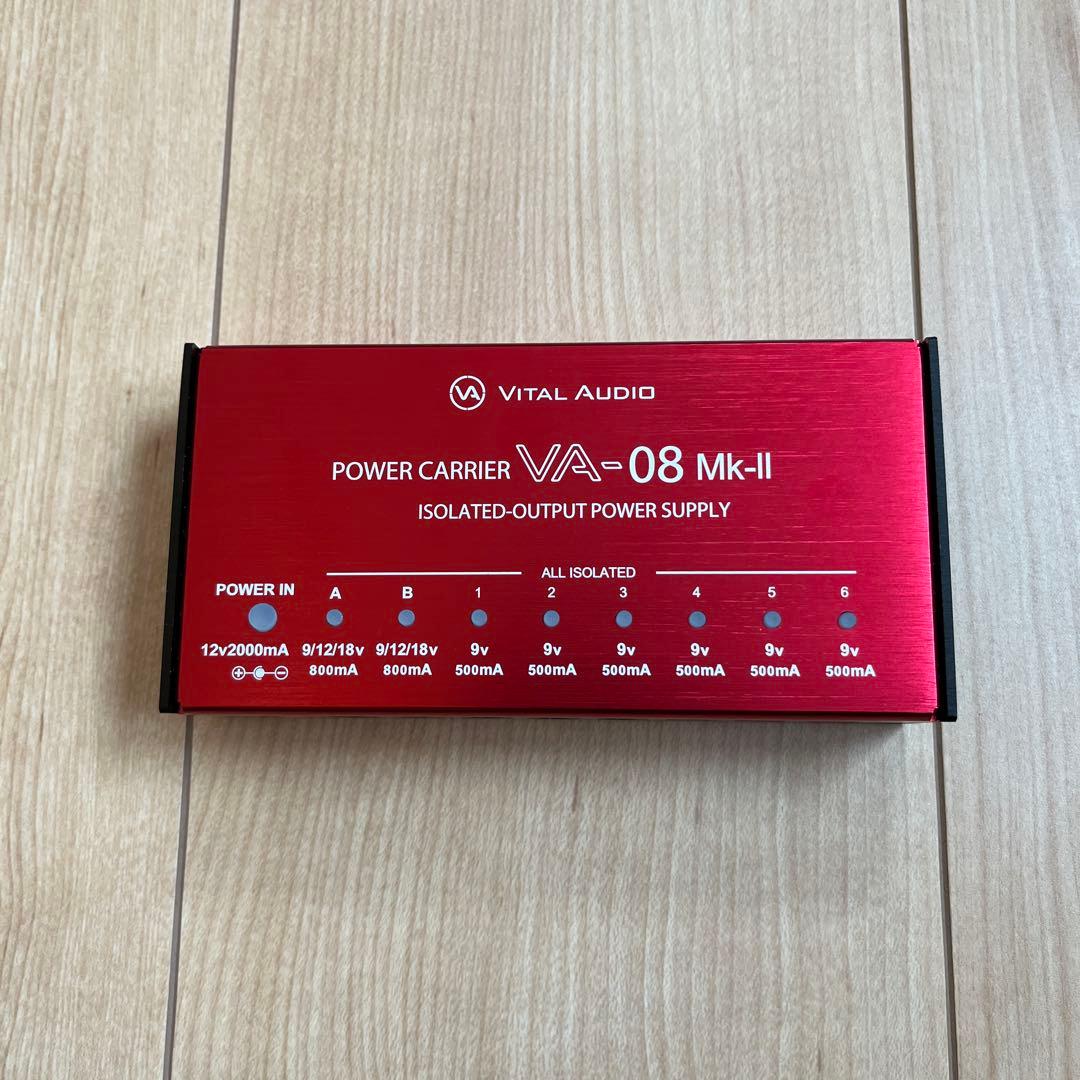 VA VITAL AUDIO
POWER CARRIER VA-08 Mk-II
ISOLATED-OUTPUT POWER SUPPLY
ALL ISOLATED
POWER IN A B 1 2 3 4 5 6
12v2000mA 9/12/18v 9/12/18v 9v 9v 9v 9v 9v 9v
+ - 800mA 800mA 500mA 500mA 500mA 500mA 500mA 500mA